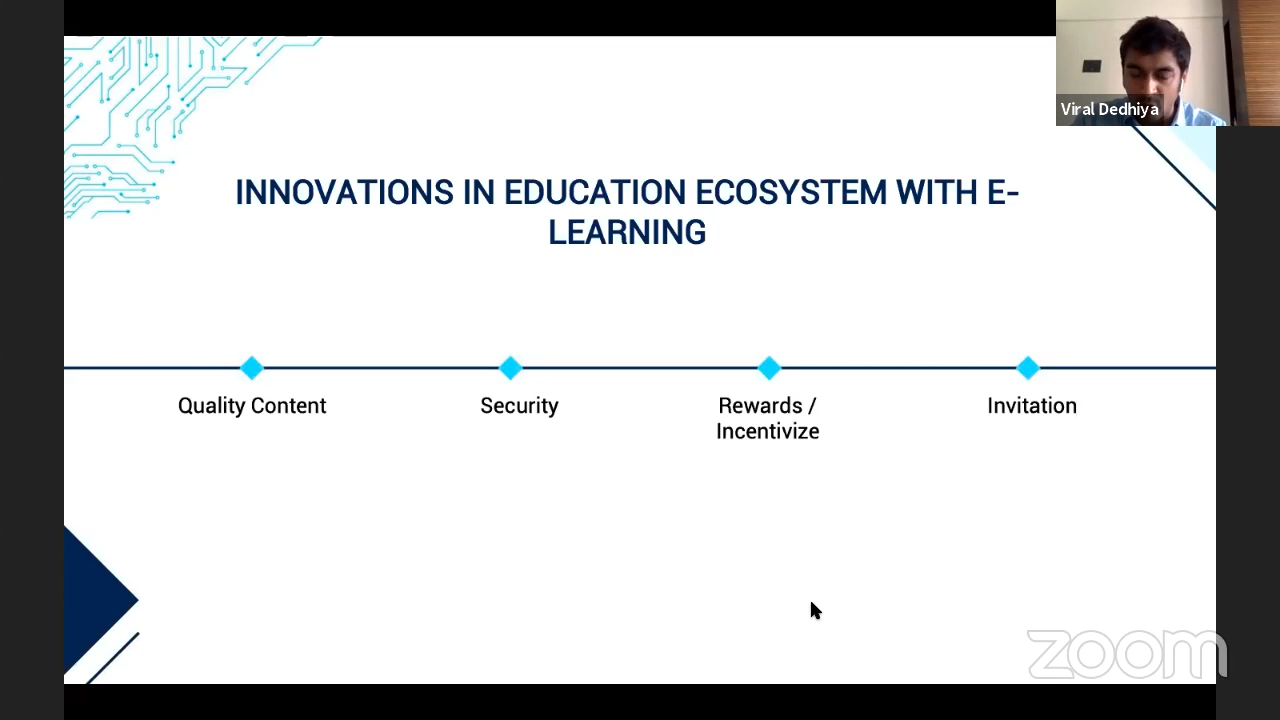 Viral Dedhiya
INNOVATIONS IN EDUCATION ECOSYSTEM WITH E-
LEARNING
Quality Content
Security
Rewards /
Incentivize
Invitation
zoom